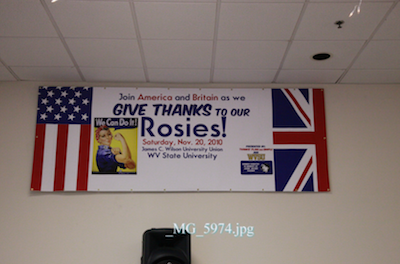 Join America and Britain as we
GIVE THANKS TO OUR
We Can Do It!
Rosies!
Saturday, Nov. 20, 2010
James C. Wilson University Union
WV State University
MG_5974.jpg